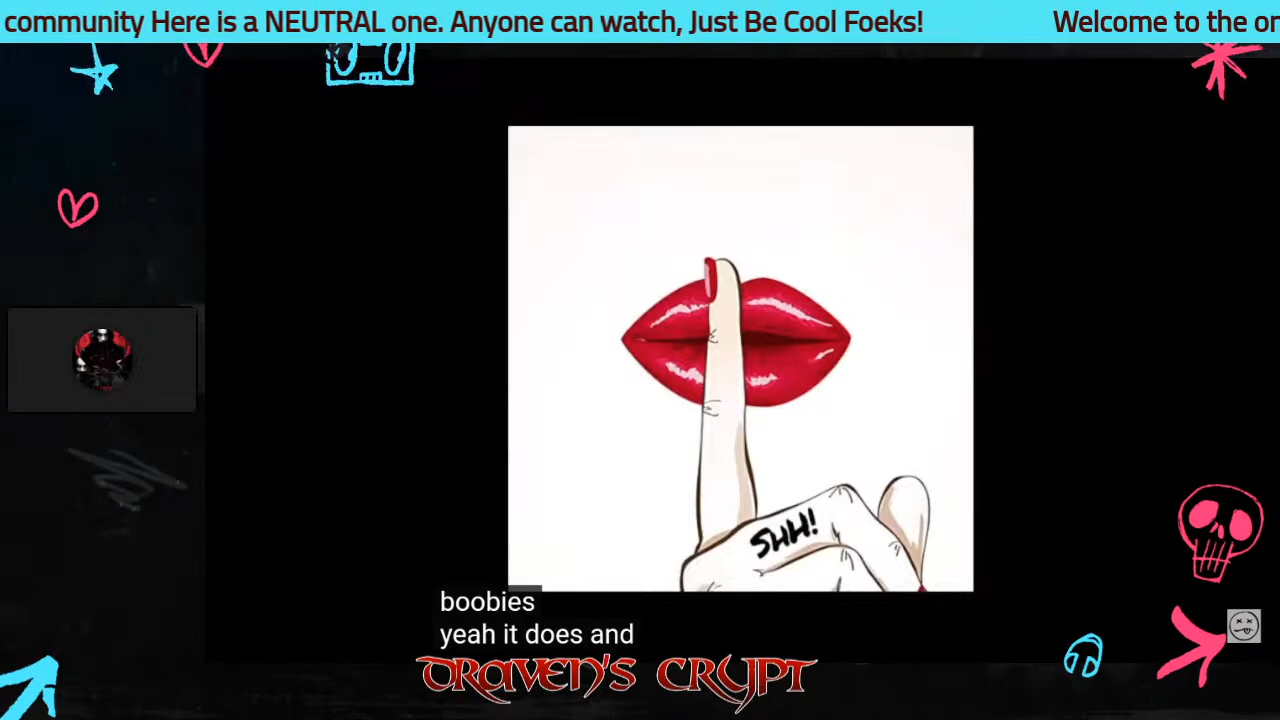 community Here is a NEUTRAL one. Anyone can watch, Just Be Cool Foeks! Welcome to the
SHH!
boobies
yeah it does and
DRAVEN'S CRYPT